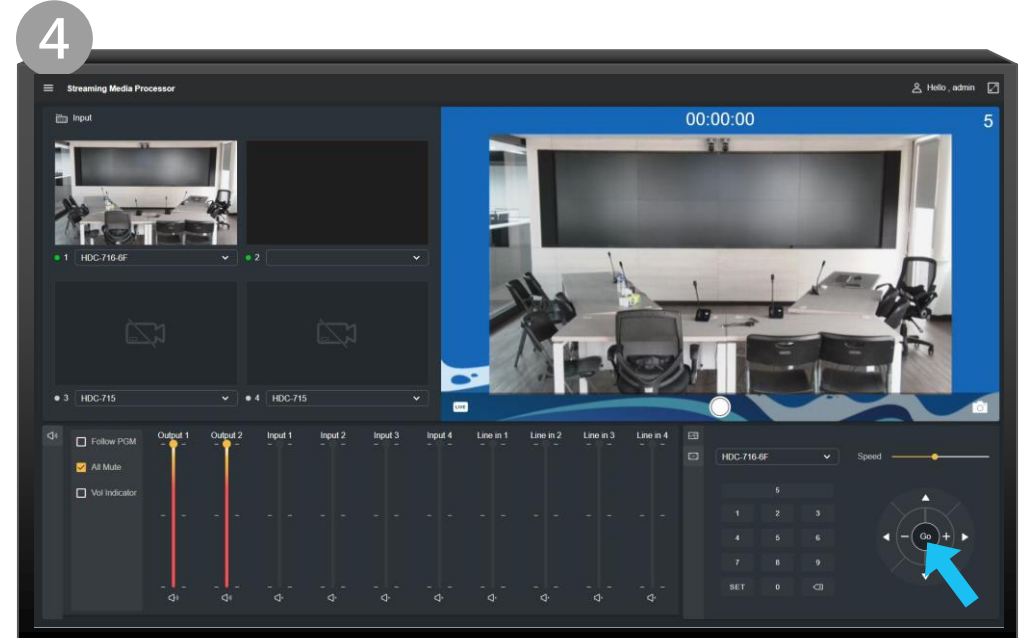 4
Streaming Media Processor
Hello , admin
Input
00:00:00
5
1 HDC-716-6F
2
3 HDC-715
4 HDC-715
LIVE
Follow PGM
All Mute
Vol Indicator
Output 1 Output 2 Input 1 Input 2 Input 3 Input 4 Line in 1 Line in 2 Line in 3 Line in 4
HDC-716-6F
Speed
5
1 2 3
4 5 6
7 8 9
SET 0
Go